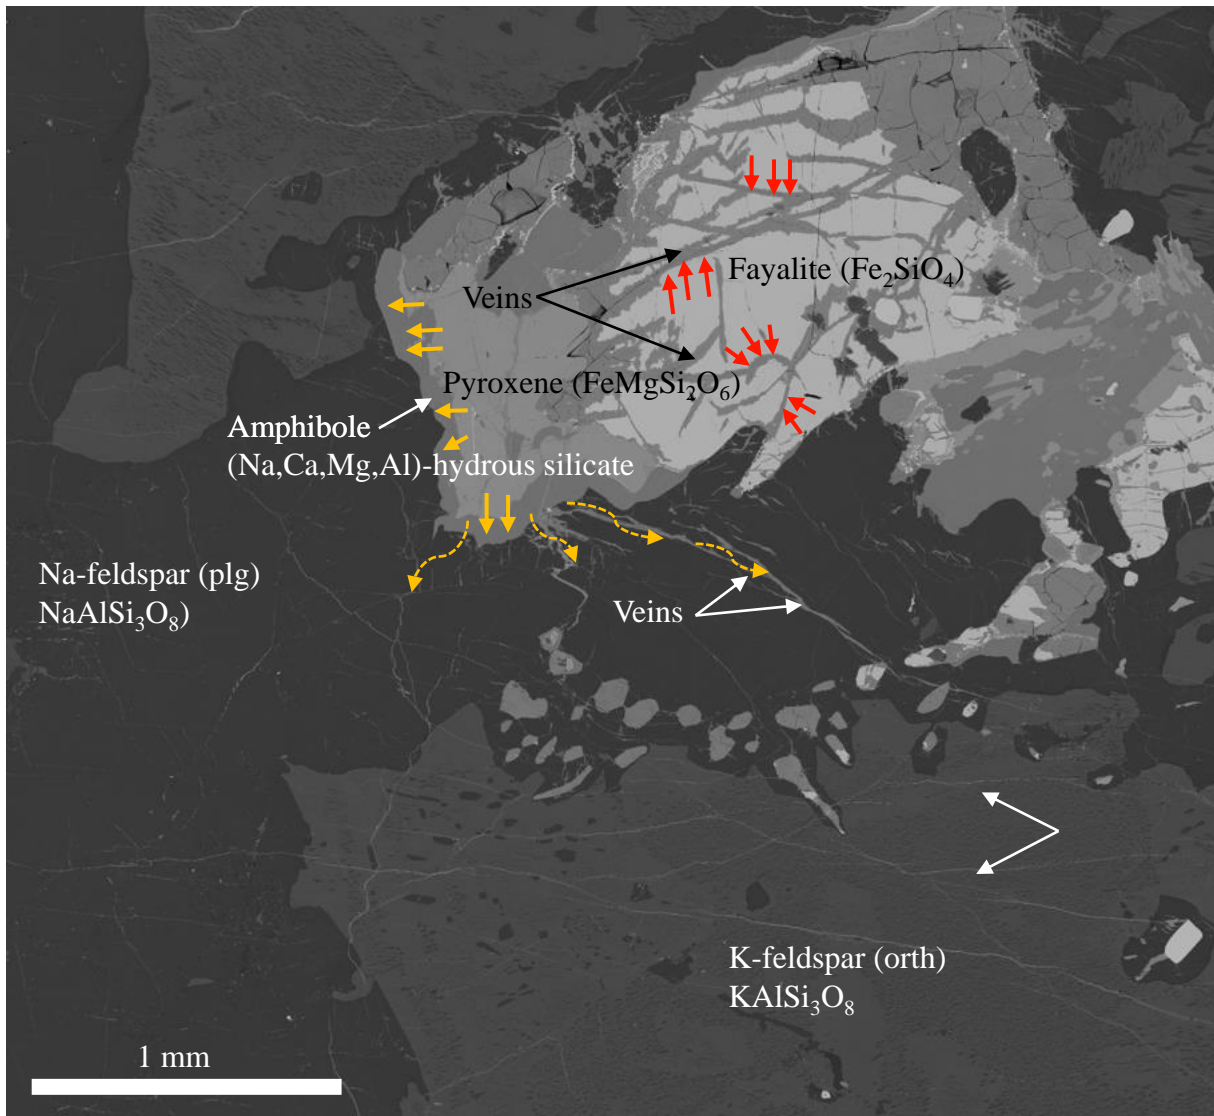 Fayalite (Fe₂SiO₄)
Veins
Pyroxene (FeMgSi₂O₆)
Amphibole
(Na,Ca,Mg,Al)-hydrous silicate
Na-feldspar (plg)
NaAlSi₃O₈)
Veins
K-feldspar (orth)
KAlSi₃O₈
1 mm